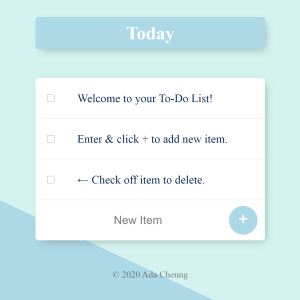 Today
Welcome to your To-Do List!
Enter & click + to add new item.
← Check off item to delete.
New Item
+
© 2020 Ada Cheung